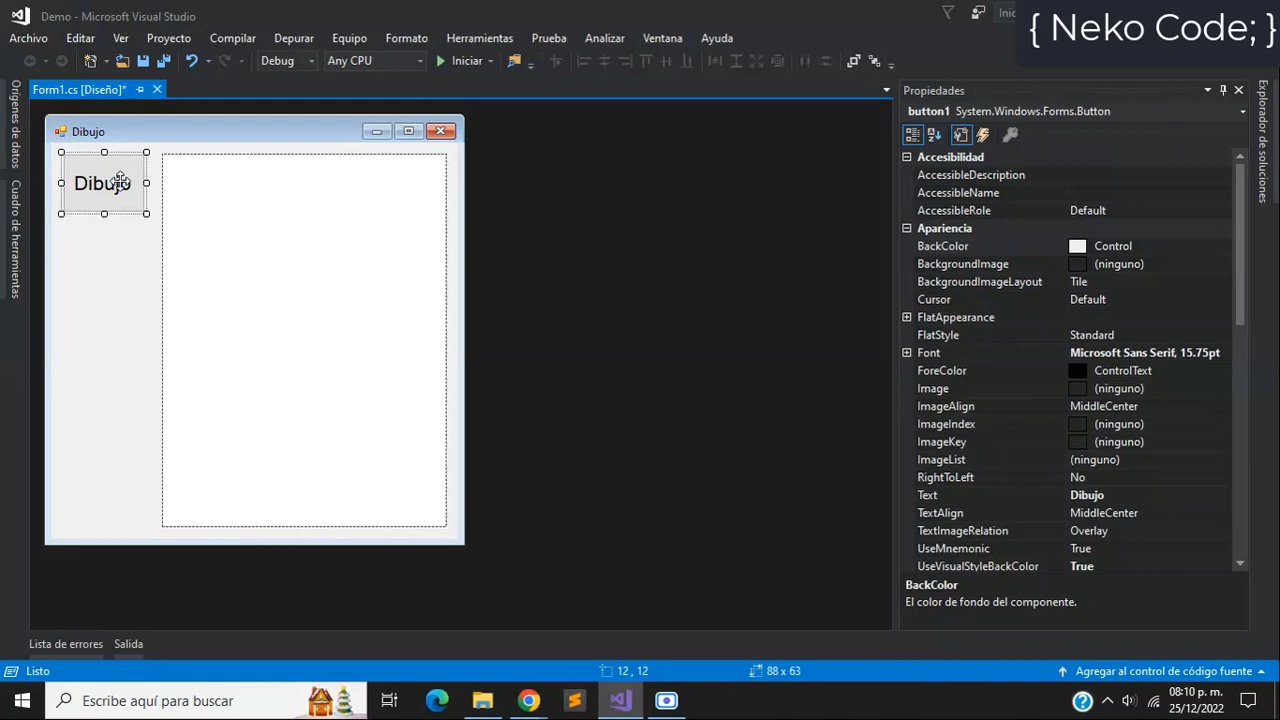 Demo - Microsoft Visual Studio
{ Neko Code; }
Archivo Editar Ver Proyecto Compilar Depurar Equipo Formato Herramientas Prueba Analizar Ventana Ayuda
Debug Any CPU Iniciar
Orígenes de datos
Cuadro de herramientas
Form1.cs [Diseño]*
Dibujo
Propiedades
button1 System.Windows.Forms.Button
Accesibilidad
AccessibleDescription
AccessibleName
AccessibleRole Default
Apariencia
BackColor Control
BackgroundImage (ninguno)
BackgroundImageLayout Tile
Cursor Default
FlatAppearance
FlatStyle Standard
Font Microsoft Sans Serif, 15.75pt
ForeColor ControlText
Image (ninguno)
ImageAlign MiddleCenter
ImageIndex (ninguno)
ImageKey (ninguno)
ImageList (ninguno)
RightToLeft No
Text Dibujo
TextAlign MiddleCenter
TextImageRelation Overlay
UseMnemonic True
UseVisualStyleBackColor True
BackColor
El color de fondo del componente.
Explorador de soluciones
Dibujo
Lista de errores Salida
Listo 12 , 12 88 x 63 Agregar al control de código fuente
Escribe aquí para buscar
08:10 p. m.
25/12/2022